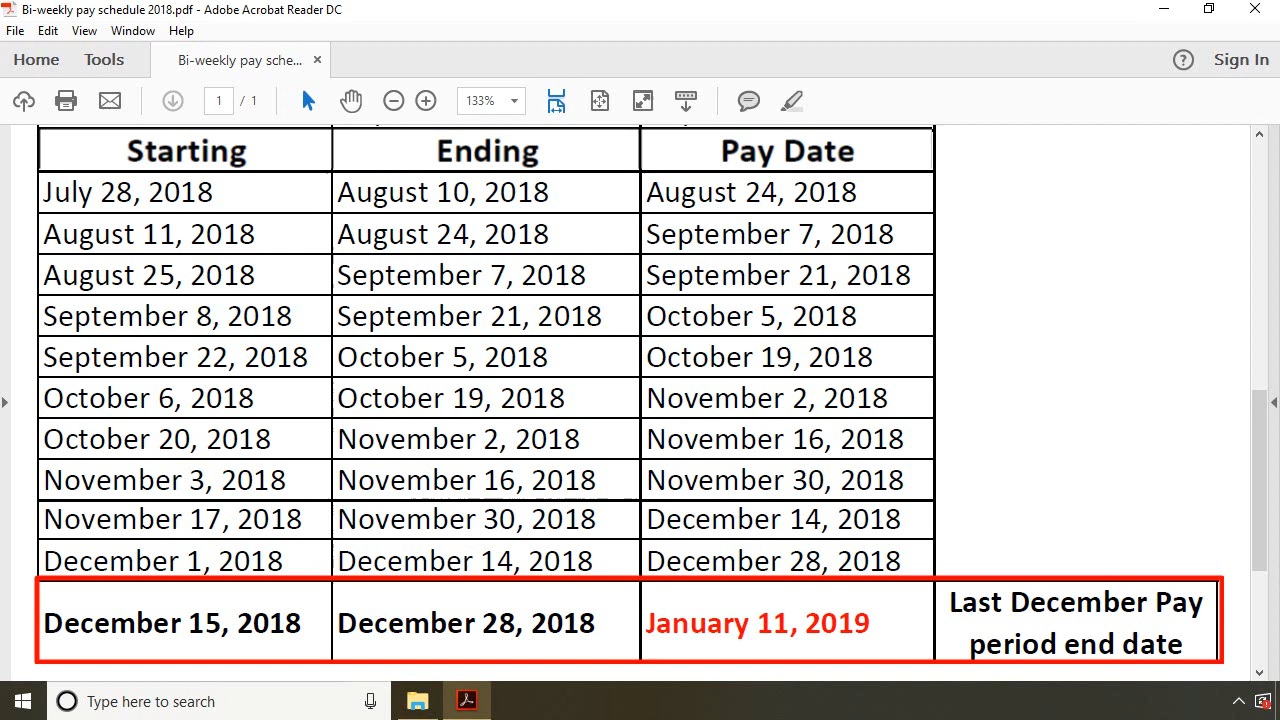 Bi-weekly pay schedule 2018.pdf - Adobe Acrobat Reader DC
File Edit View Window Help
Home Tools Bi-weekly pay sche... × ? Sign In
1 / 1 133%
Starting Ending Pay Date
July 28, 2018 August 10, 2018 August 24, 2018
August 11, 2018 August 24, 2018 September 7, 2018
August 25, 2018 September 7, 2018 September 21, 2018
September 8, 2018 September 21, 2018 October 5, 2018
September 22, 2018 October 5, 2018 October 19, 2018
October 6, 2018 October 19, 2018 November 2, 2018
October 20, 2018 November 2, 2018 November 16, 2018
November 3, 2018 November 16, 2018 November 30, 2018
November 17, 2018 November 30, 2018 December 14, 2018
December 1, 2018 December 14, 2018 December 28, 2018
December 15, 2018 December 28, 2018 January 11, 2019 Last December Pay
period end date
Type here to search